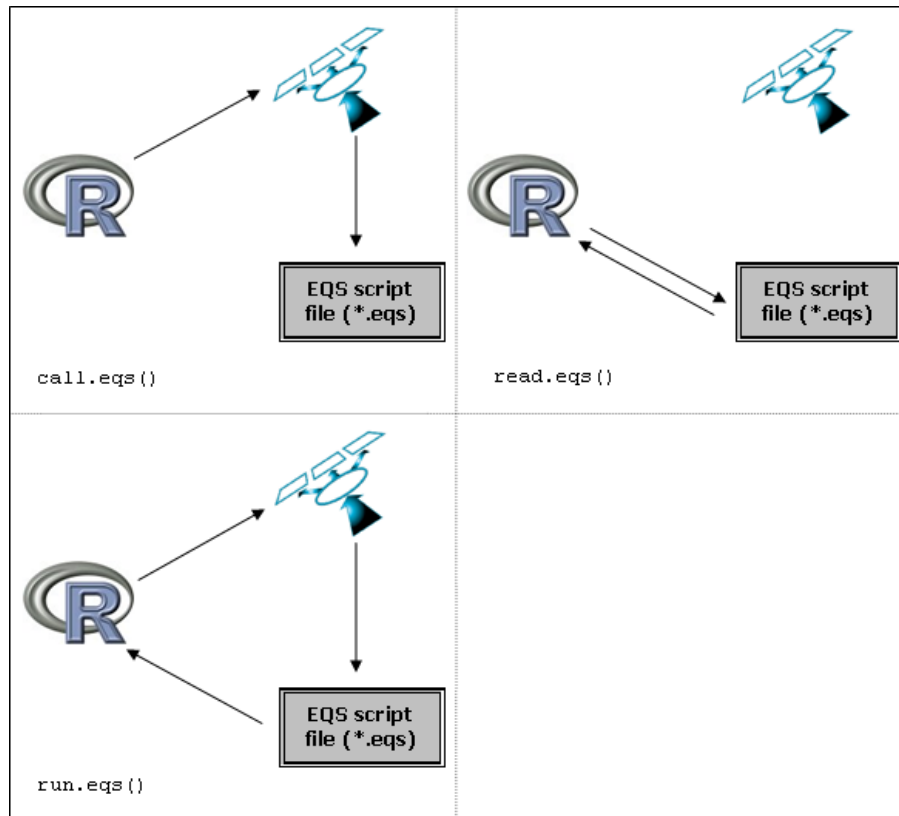 R
EQS script
file (*.eqs)
call.eqs()
R
EQS script
file (*.eqs)
read.eqs()
R
EQS script
file (*.eqs)
run.eqs()